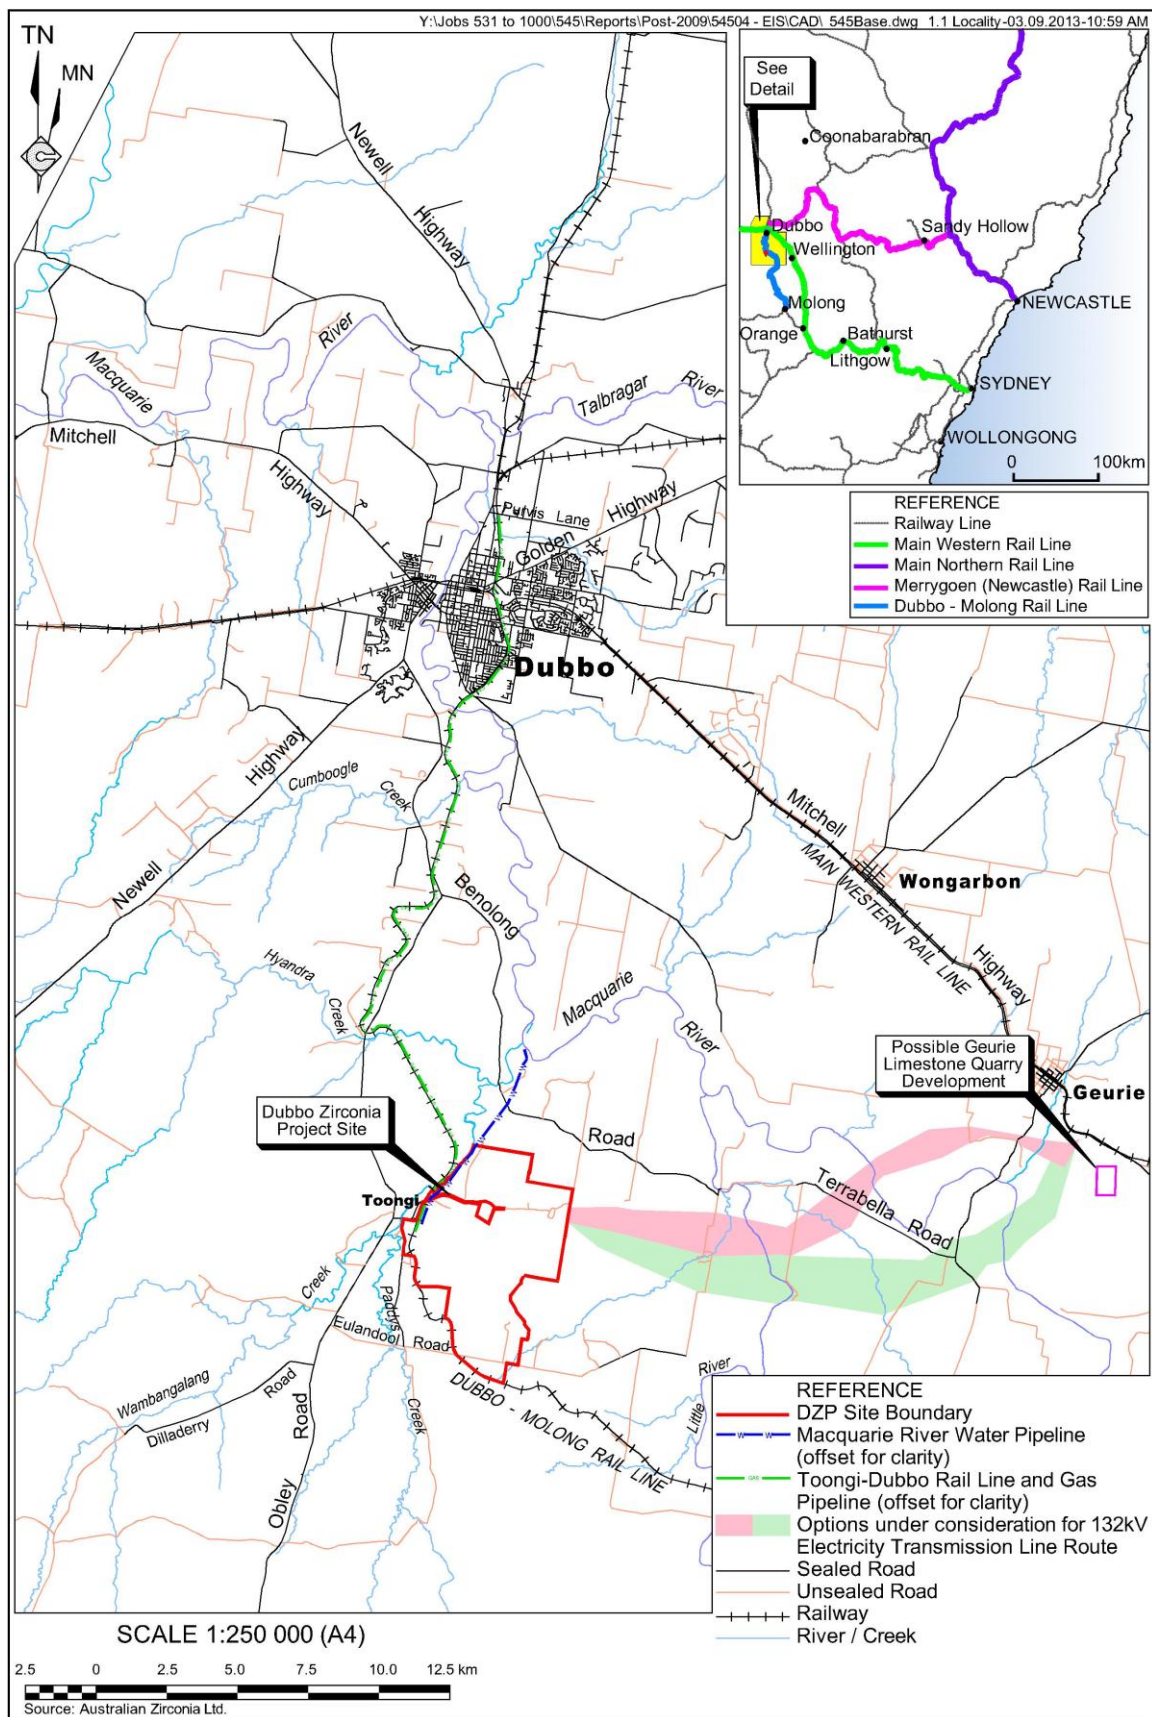 Y:\Jobs 531 to 1000\545\Reports\Post-2009\54504 - EIS\CAD\ 545Base.dwg 1.1 Locality-03.09.2013-10:59 AM
TN
MN
See
Detail
Coonabarabran
Dubbo
Sandy Hollow
Wellington
Molong
NEWCASTLE
Orange
Bathurst
Lithgow
SYDNEY
WOLLONGONG
0 100km
REFERENCE
Railway Line
Main Western Rail Line
Main Northern Rail Line
Merrygoen (Newcastle) Rail Line
Dubbo - Molong Rail Line
Newell
Highway
River
Macquarie
Talbragar
River
Mitchell
Highway
Highway
Purvis Lane
Golden
Dubbo
Highway
Newell
Cumboogle
Creek
Mitchell
MAIN WESTERN RAIL LINE
Wongarbon
Highway
Benolong
Hyandra
Creek
Macquarie
River
Possible Geurie
Limestone Quarry
Development
Geurie
Dubbo Zirconia
Project Site
Road
Toongi
Terrabella Road
Creek
Paddys
Eulandool Road
Wambangalang
Road
Dilladerry
Road
Creek
DUBBO - MOLONG RAIL LINE
River
Little
Obley
REFERENCE
DZP Site Boundary
W W
Macquarie River Water Pipeline
(offset for clarity)
GAS
Toongi-Dubbo Rail Line and Gas
Pipeline (offset for clarity)
Options under consideration for 132kV
Electricity Transmission Line Route
Sealed Road
Unsealed Road
Railway
River / Creek
SCALE 1:250 000 (A4)
2.5 0 2.5 5.0 7.5 10.0 12.5 km
Source: Australian Zirconia Ltd.